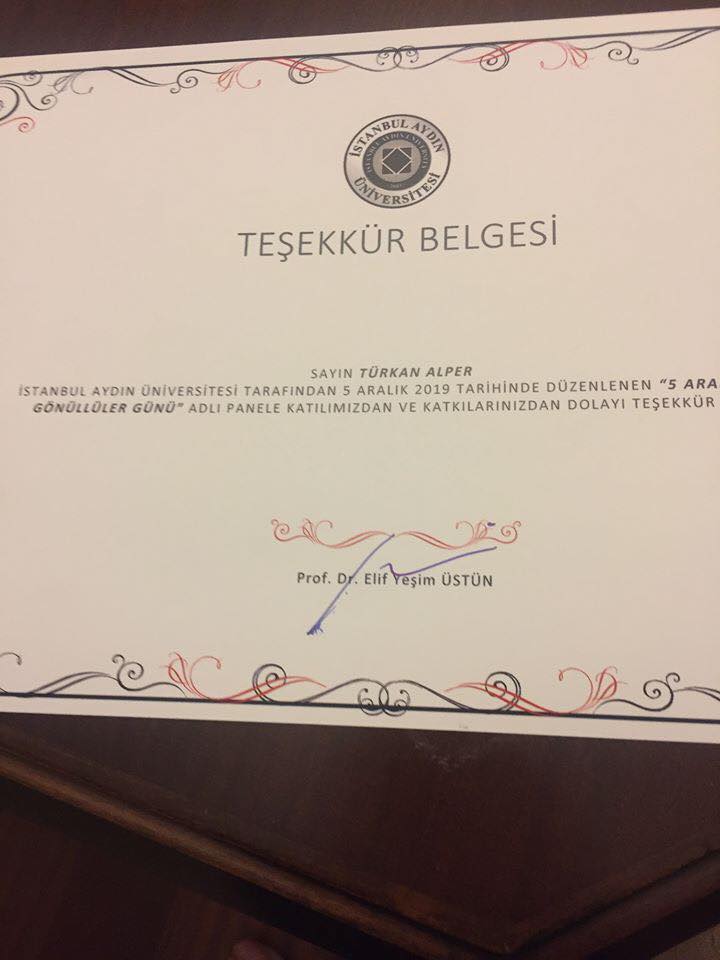 İSTANBUL AYDIN
ÜNİVERSİTESİ
TEŞEKKÜR BELGESİ
SAYIN TÜRKAN ALPER
İSTANBUL AYDIN ÜNİVERSİTESİ TARAFINDAN 5 ARALIK 2019 TARİHİNDE DÜZENLENEN "5 ARA
GÖNÜLLÜLER GÜNÜ" ADLI PANELE KATILIMIZDAN VE KATKILARINIZDAN DOLAYI TEŞEKKÜR
Prof. Dr. Elif Yeşim ÜSTÜN